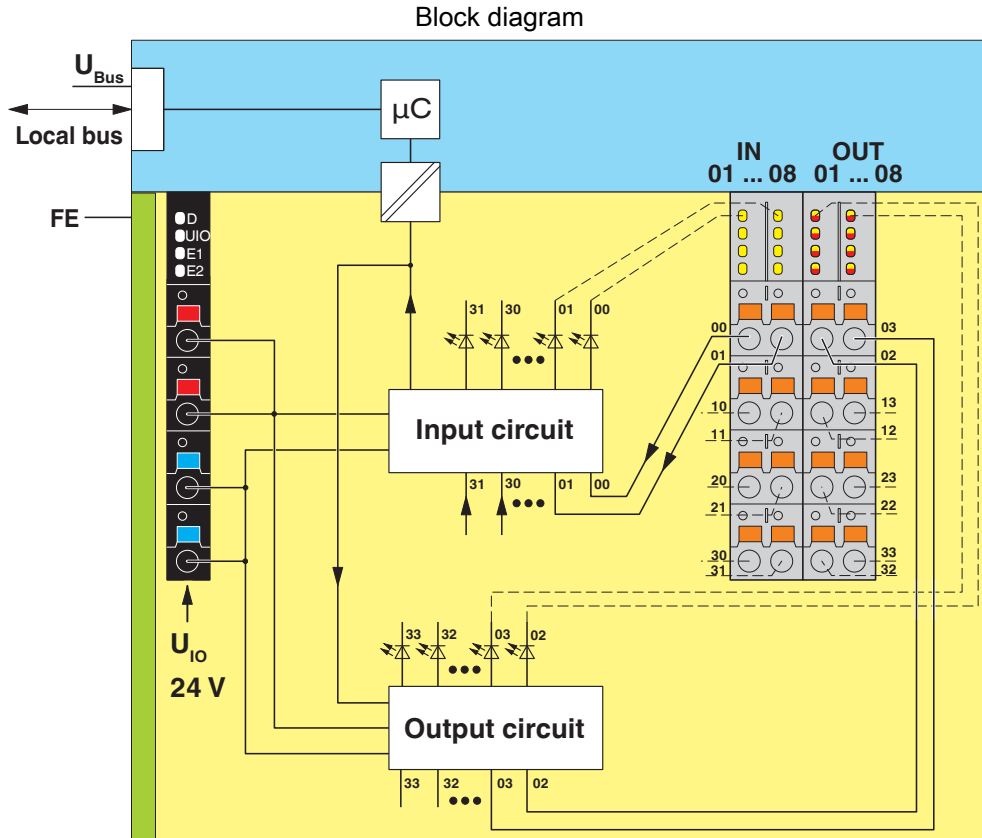 Block diagram
U Bus
Local bus
µC
IN OUT
01 ... 08 01 ... 08
FE
D
UIO
E1
E2
31 30 01 00
00 03
01 02
10 13
11 12
Input circuit
20 23
21 22
31 30 01 00
30 33
31 32
U IO
24 V
33 32 03 02
Output circuit
33 32 03 02